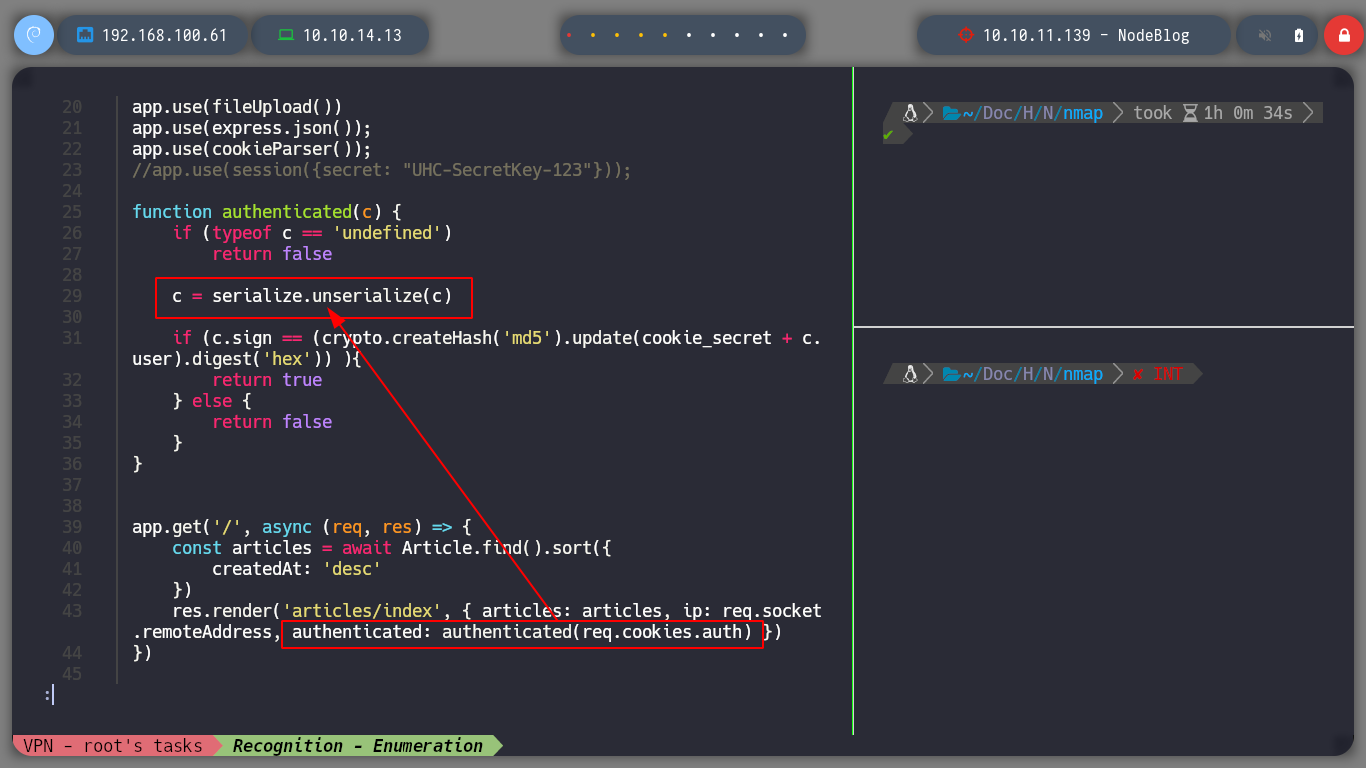 192.168.100.61
10.10.14.13
10.10.11.139 - NodeBlog
20 app.use(fileUpload())
21 app.use(express.json());
22 app.use(cookieParser());
23 //app.use(session({secret: "UHC-SecretKey-123"}));
24
25 function authenticated(c) {
26     if (typeof c == 'undefined')
27         return false
28
29     c = serialize.unserialize(c)
30
31     if (c.sign == (crypto.createHash('md5').update(cookie_secret + c.
user).digest('hex')) ){
32         return true
33     } else {
34         return false
35     }
36 }
37
38
39 app.get('/', async (req, res) => {
40     const articles = await Article.find().sort({
41         createdAt: 'desc'
42     })
43     res.render('articles/index', { articles: articles, ip: req.socket
.remoteAddress, authenticated: authenticated(req.cookies.auth) })
44 })
45
:
~/Doc/H/N/nmap took 1h 0m 34s
✔
~/Doc/H/N/nmap ✘ INT
VPN - root's tasks Recognition - Enumeration